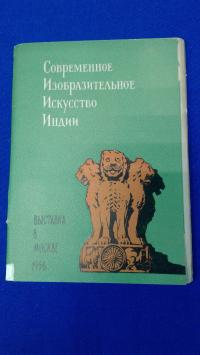 Современное
Изобразительное
Искусство
Индии
ВЫСТАВКА
В
МОСКВЕ
1956